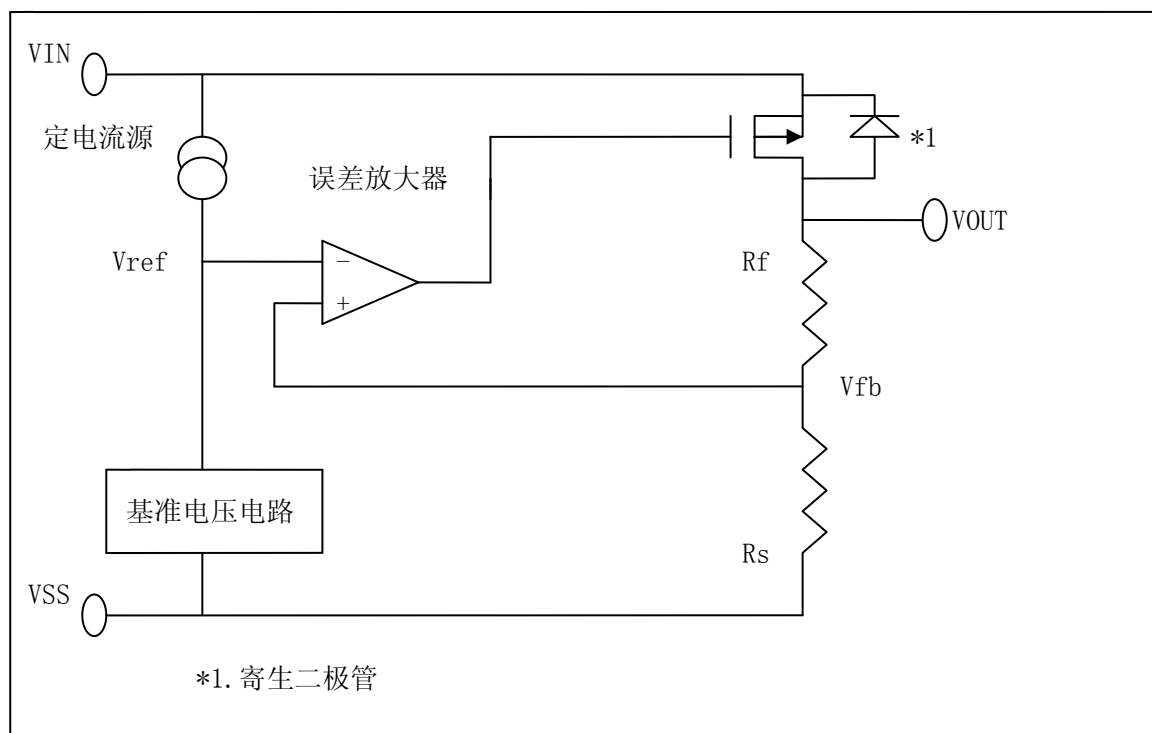 VIN
定电流源
*1
误差放大器
VOUT
Vref
Rf
−
+
Vfb
基准电压电路
Rs
VSS
*1.寄生二极管